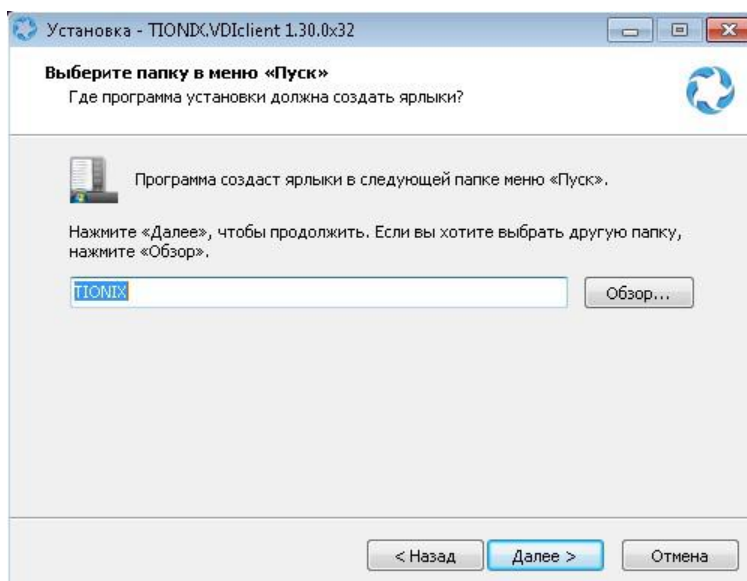 Установка - TIONIX.VDIclient 1.30.0x32
Выберите папку в меню «Пуск»
Где программа установки должна создать ярлыки?
Программа создаст ярлыки в следующей папке меню «Пуск».
Нажмите «Далее», чтобы продолжить. Если вы хотите выбрать другую папку,
нажмите «Обзор».
TIONIX
Обзор...
< Назад
Далее >
Отмена